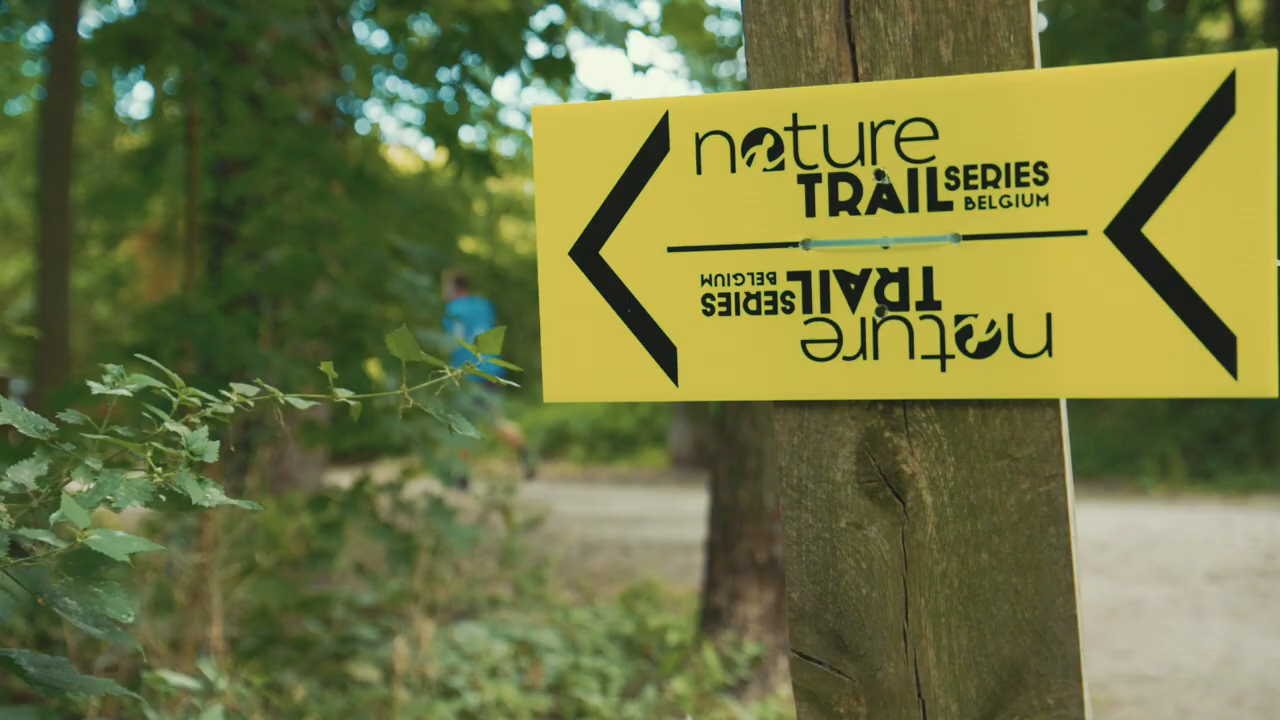 nature
TRAIL SERIES
BELGIUM
BELGIUM
TRAIL SERIES
nature